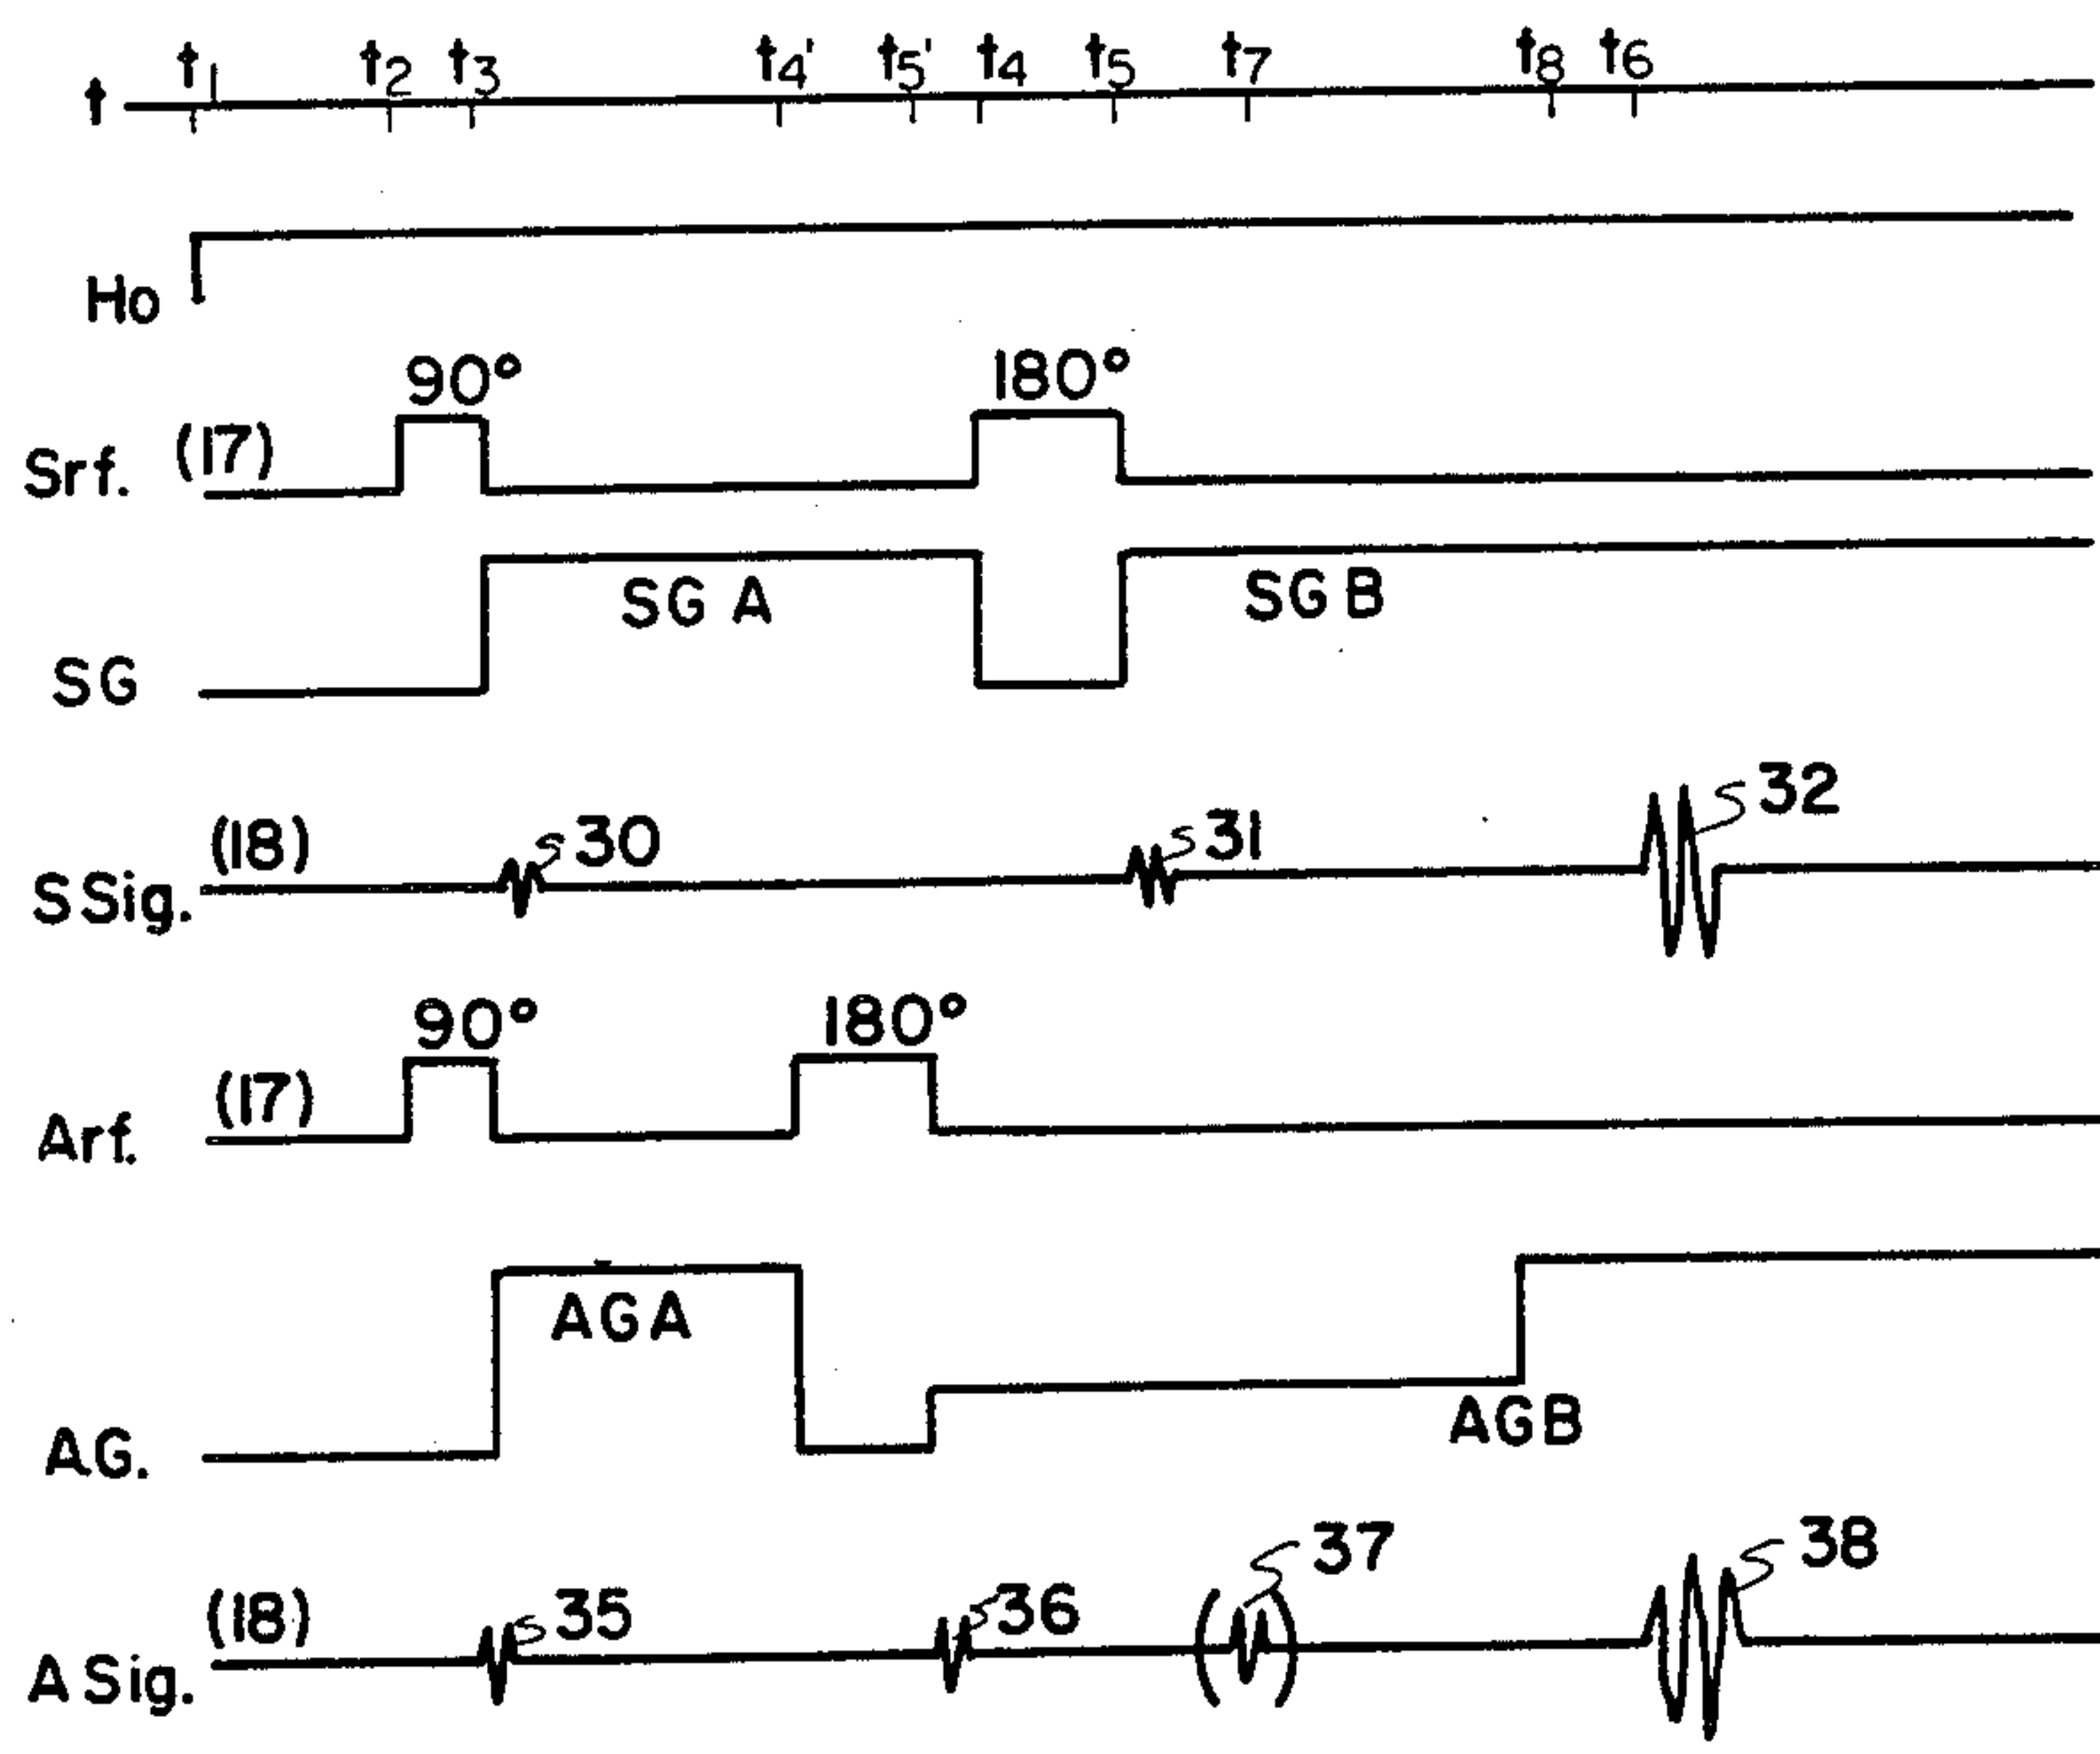 t t1 t2 t3 t4' t5' t4 t5 t7 t8 t6
Ho
90° 180°
Srf. (17)
SG A SG B
SG
(18) 30 31 32
S Sig.
90° 180°
Arf. (17)
AGA
AGB
AG.
(18) 35 36 (37) 38
A Sig.